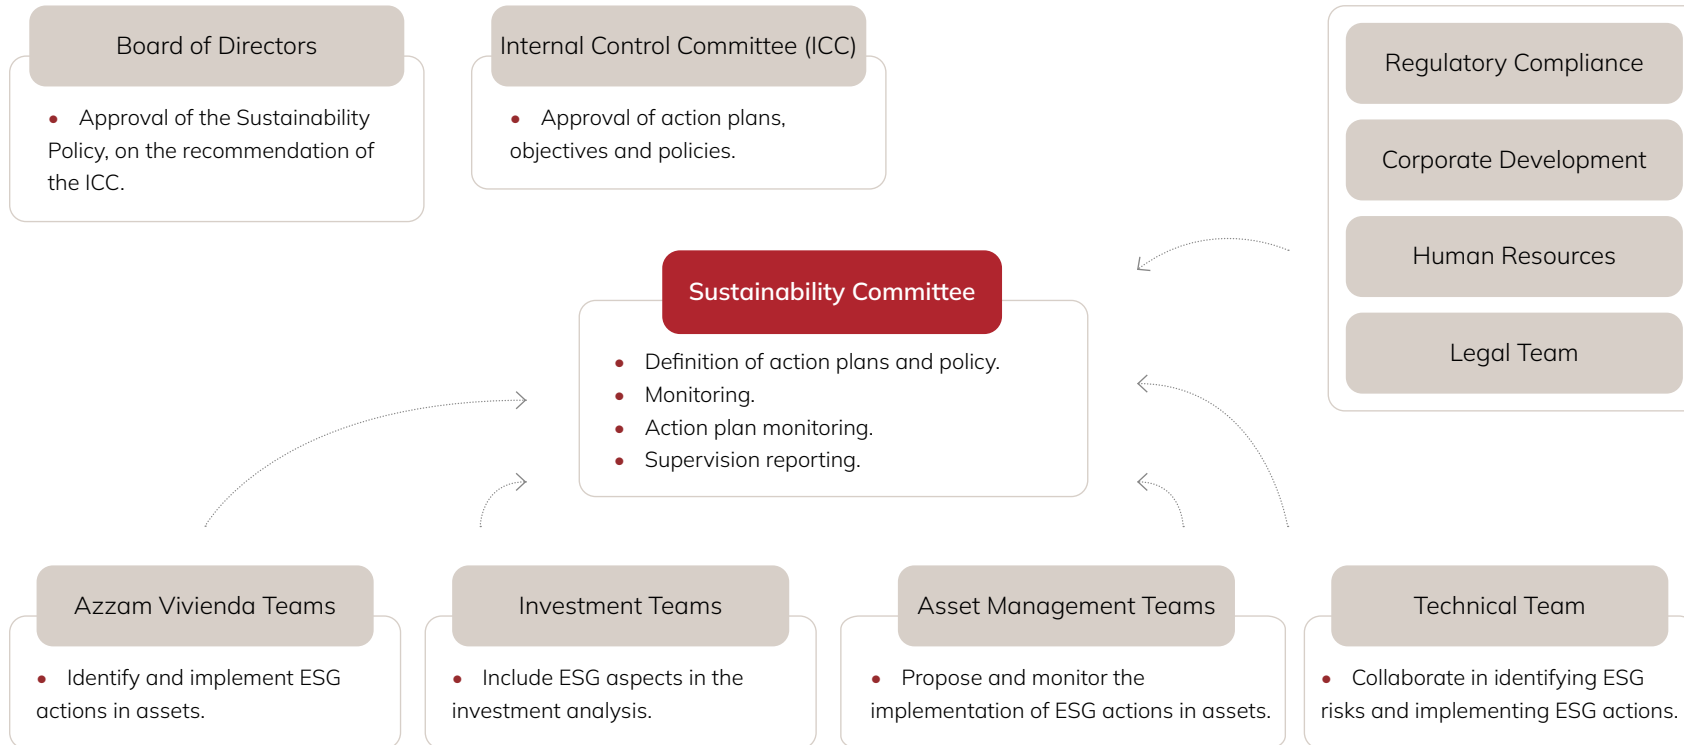 Board of Directors
• Approval of the Sustainability
Policy, on the recommendation of
the ICC.
Internal Control Committee (ICC)
• Approval of action plans,
objectives and policies.
Regulatory Compliance
Corporate Development
Human Resources
Legal Team
Sustainability Committee
• Definition of action plans and policy.
• Monitoring.
• Action plan monitoring.
• Supervision reporting.
Azzam Vivienda Teams
• Identify and implement ESG
actions in assets.
Investment Teams
• Include ESG aspects in the
investment analysis.
Asset Management Teams
• Propose and monitor the
implementation of ESG actions in assets.
Technical Team
• Collaborate in identifying ESG
risks and implementing ESG actions.